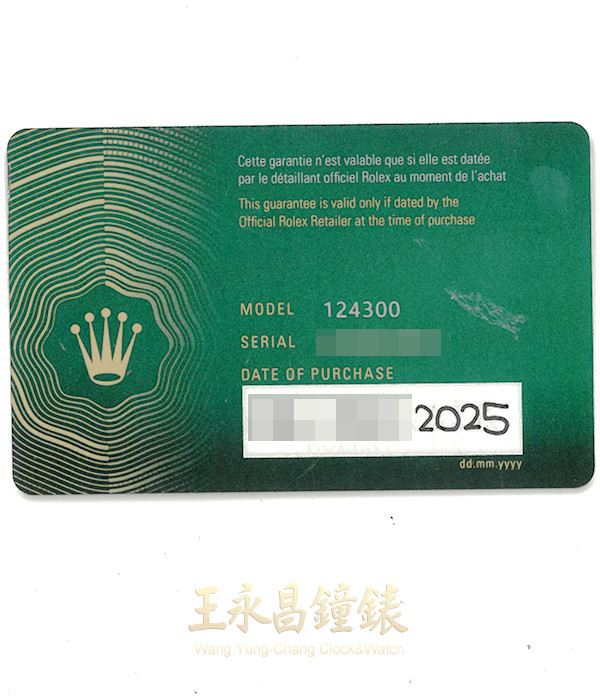 Cette garantie n'est valable que si elle est datée
par le détaillant officiel Rolex au moment de l'achat
This guarantee is valid only if dated by the
Official Rolex Retailer at the time of purchase
MODEL 124300
SERIAL
DATE OF PURCHASE
2025
dd.mm.yyyy
王永昌鐘錶
Wang Yung-Chang Clock&Watch